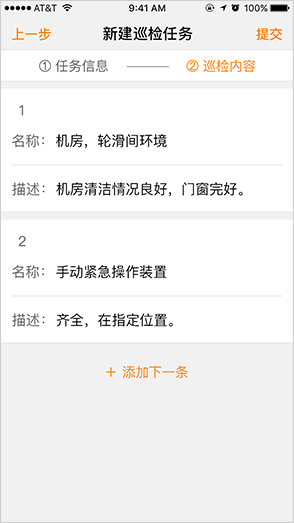 AT&T 9:41 AM 100%
上一步 新建巡检任务 提交
① 任务信息 ② 巡检内容
1
名称： 机房，轮滑间环境
描述： 机房清洁情况良好，门窗完好。
2
名称： 手动紧急操作装置
描述： 齐全，在指定位置。
+ 添加下一条